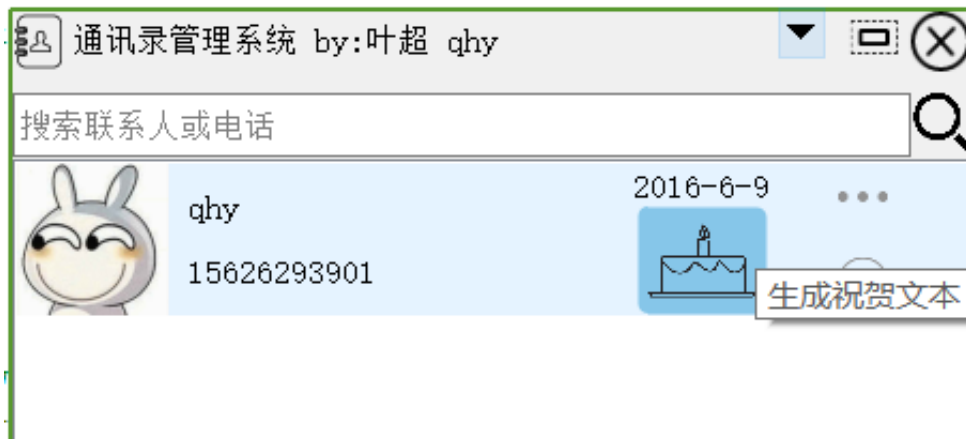 通讯录管理系统 by:叶超 qhy
搜索联系人或电话
qhy
2016-6-9
15626293901
生成祝贺文本